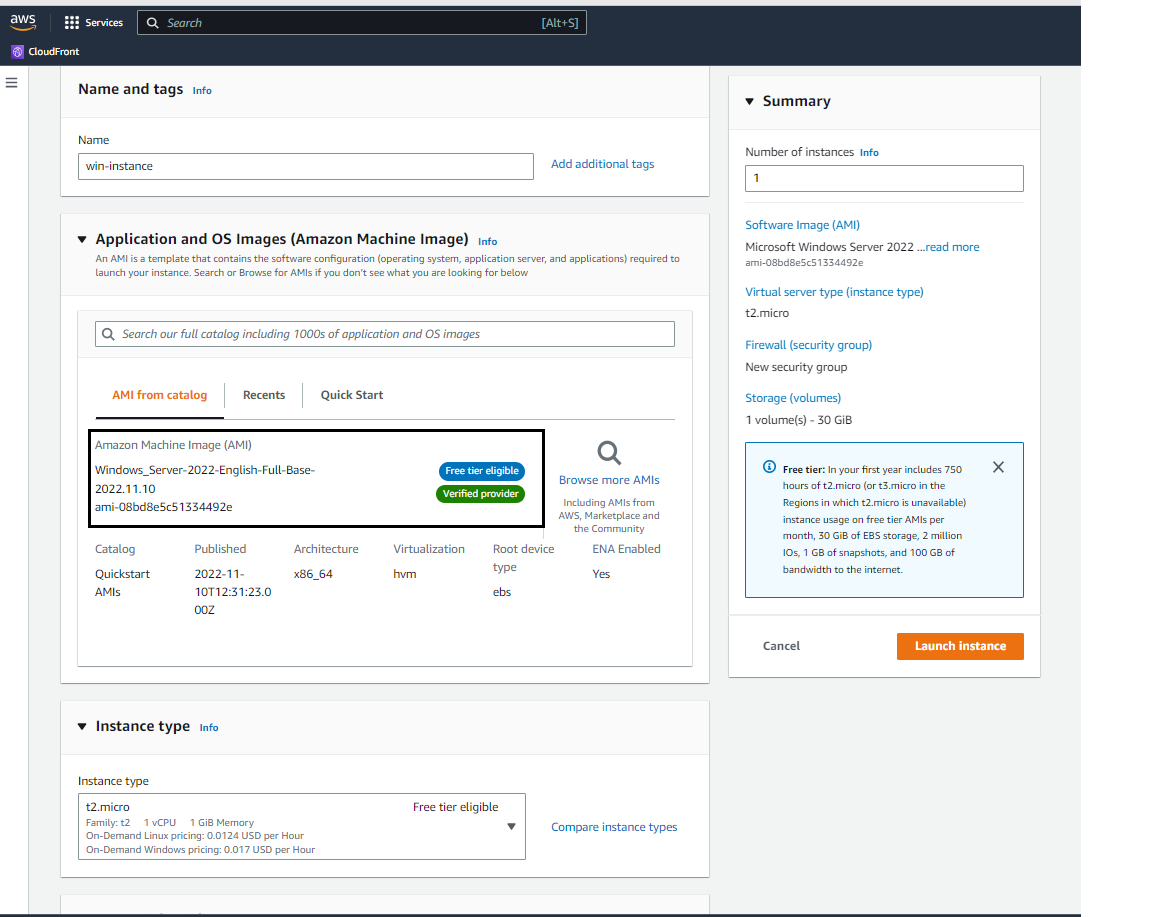 aws
Services
Search
[Alt+S]
CloudFront
Name and tags Info
Name
win-instance
Add additional tags
Application and OS Images (Amazon Machine Image) Info
An AMI is a template that contains the software configuration (operating system, application server, and applications) required to
launch your instance. Search or Browse for AMIs if you don't see what you are looking for below
Search our full catalog including 1000s of application and OS images
AMI from catalog
Recents
Quick Start
Amazon Machine Image (AMI)
Windows_Server-2022-English-Full-Base-
2022.11.10
ami-08bd8e5c51334492e
Free tier eligible
Verified provider
Browse more AMIs
Including AMIs from
AWS, Marketplace and
the Community
Catalog
Quickstart
AMIs
Published
2022-11-
10T12:31:23.0
00Z
Architecture
x86_64
Virtualization
hvm
Root device
type
ebs
ENA Enabled
Yes
Instance type Info
Instance type
t2.micro
Free tier eligible
Family: t2 1 vCPU 1 GiB Memory
On-Demand Linux pricing: 0.0124 USD per Hour
On-Demand Windows pricing: 0.017 USD per Hour
Compare instance types
Summary
Number of instances Info
1
Software Image (AMI)
Microsoft Windows Server 2022 ...read more
ami-08bd8e5c51334492e
Virtual server type (instance type)
t2.micro
Firewall (security group)
New security group
Storage (volumes)
1 volume(s) - 30 GiB
Free tier: In your first year includes 750
hours of t2.micro (or t3.micro in the
Regions in which t2.micro is unavailable)
instance usage on free tier AMIs per
month, 30 GiB of EBS storage, 2 million
IOs, 1 GB of snapshots, and 100 GB of
bandwidth to the internet.
Cancel
Launch instance